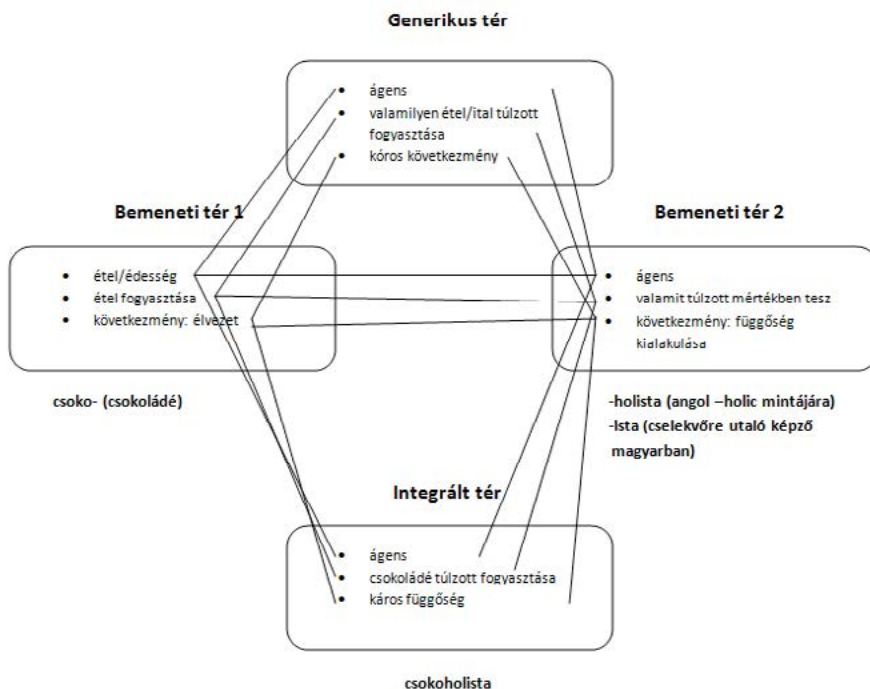 Generikus tér
• ágens
• valamilyen étel/ital túlzott
fogyasztása
• kóros következmény
Bemeneti tér 1
• étel/édesség
• étel fogyasztása
• következmény: élvezet
csoko- (csokoládé)
Bemeneti tér 2
• ágens
• valamit túlzott mértékben tesz
• következmény: függőség
kialakulása
-holista (angol –holic mintájára)
-Ista (cselekvőre utaló képző
magyarban)
Integrált tér
• ágens
• csokoládé túlzott fogyasztása
• káros függőség
csokoholista